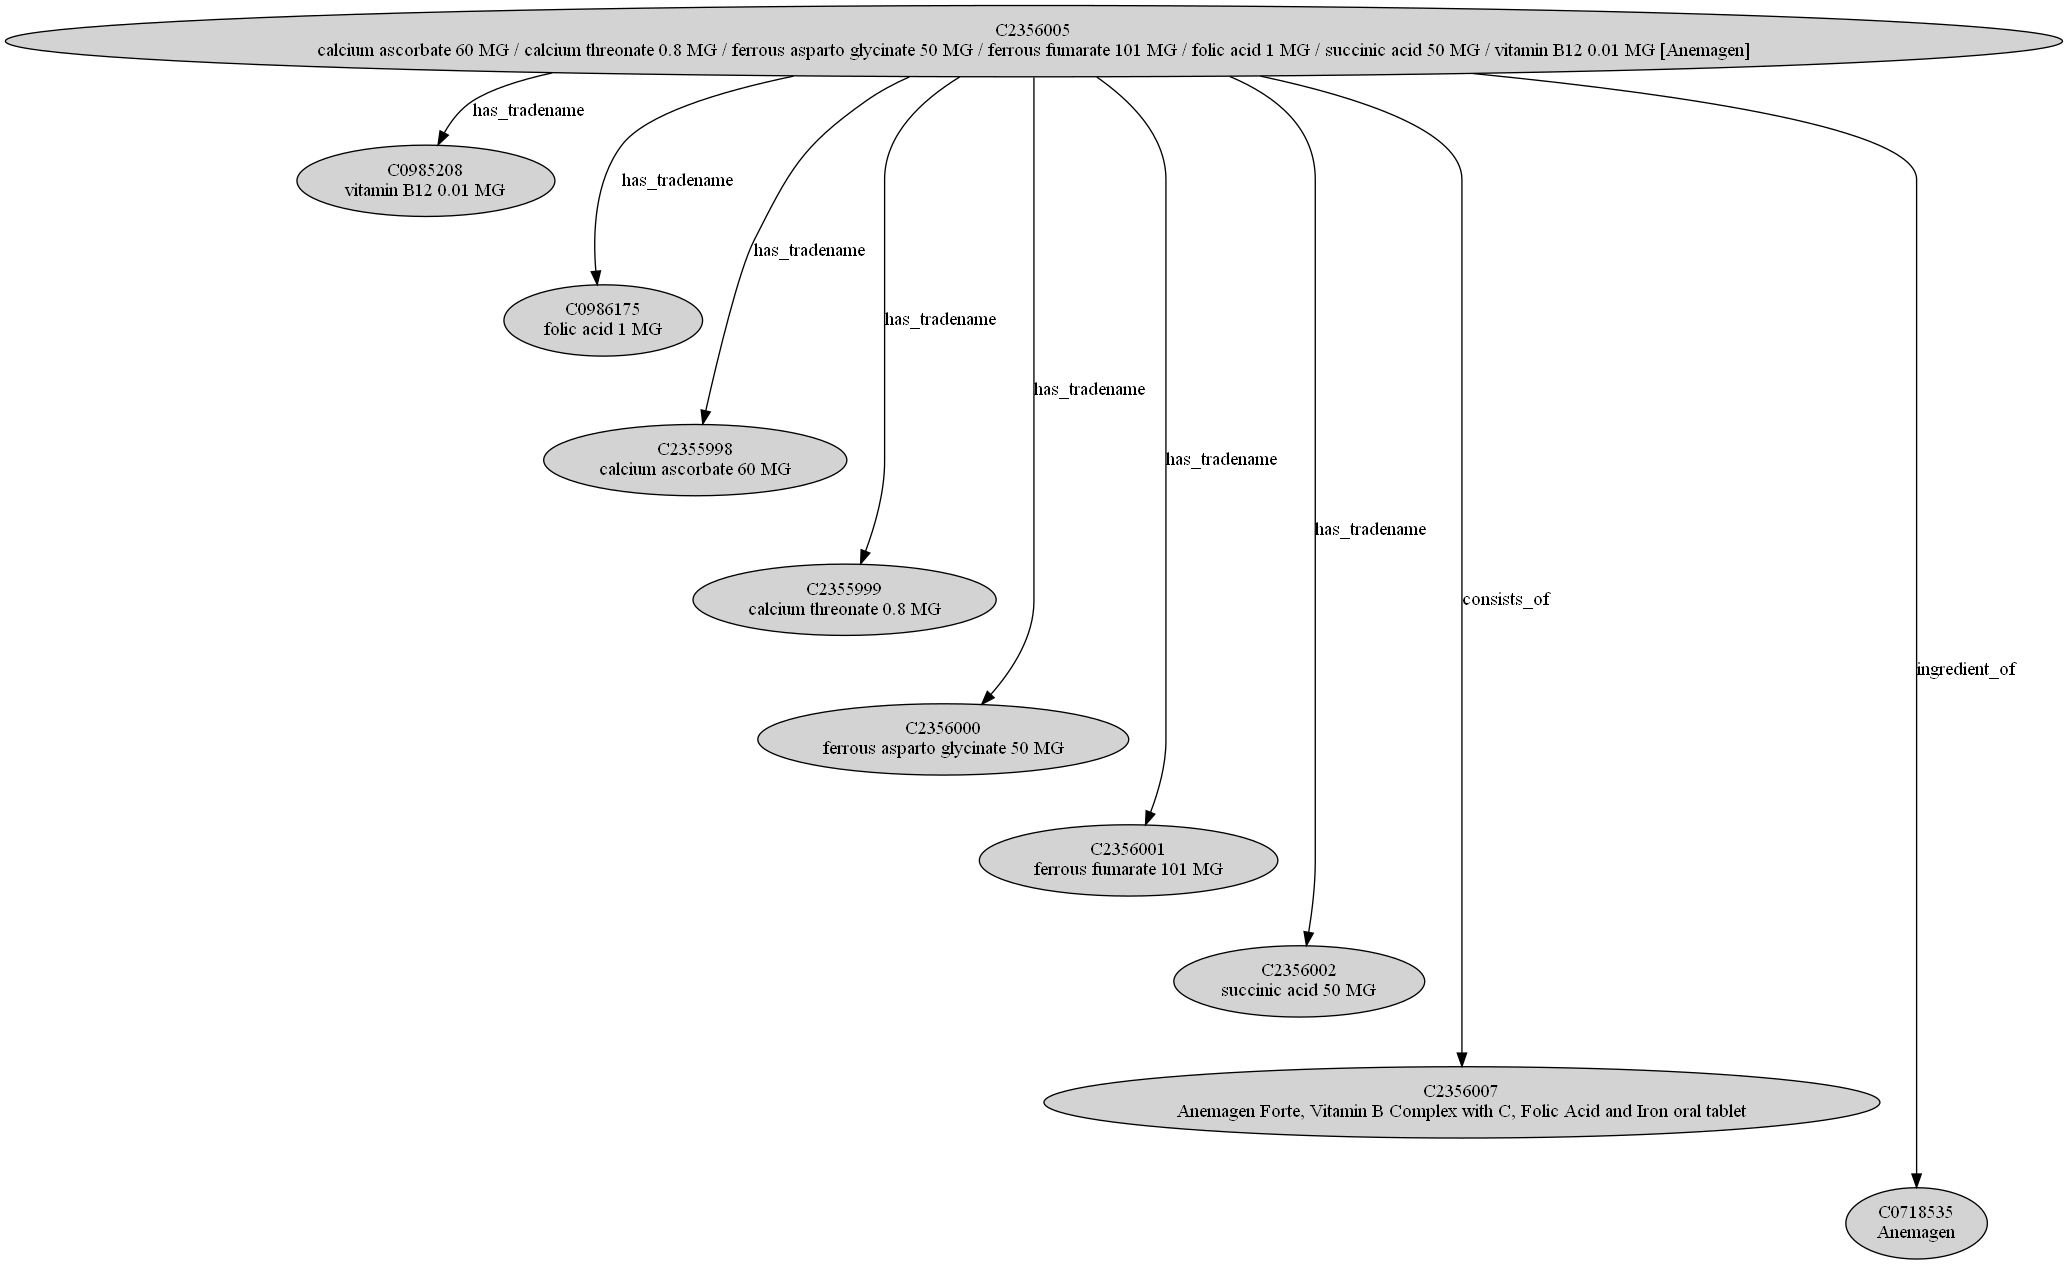 C2356005
calcium ascorbate 60 MG / calcium threonate 0.8 MG / ferrous asparto glycinate 50 MG / ferrous fumarate 101 MG / folic acid 1 MG / succinic acid 50 MG / vitamin B12 0.01 MG [Anemagen]
has_tradename
C0985208
vitamin B12 0.01 MG
has_tradename
has_tradename
C0986175
folic acid 1 MG
has_tradename
has_tradename
C2355998
calcium ascorbate 60 MG
has_tradename
has_tradename
C2355999
calcium threonate 0.8 MG
consists_of
ingredient_of
C2356000
ferrous asparto glycinate 50 MG
C2356001
ferrous fumarate 101 MG
C2356002
succinic acid 50 MG
C2356007
Anemagen Forte, Vitamin B Complex with C, Folic Acid and Iron oral tablet
C0718535
Anemagen